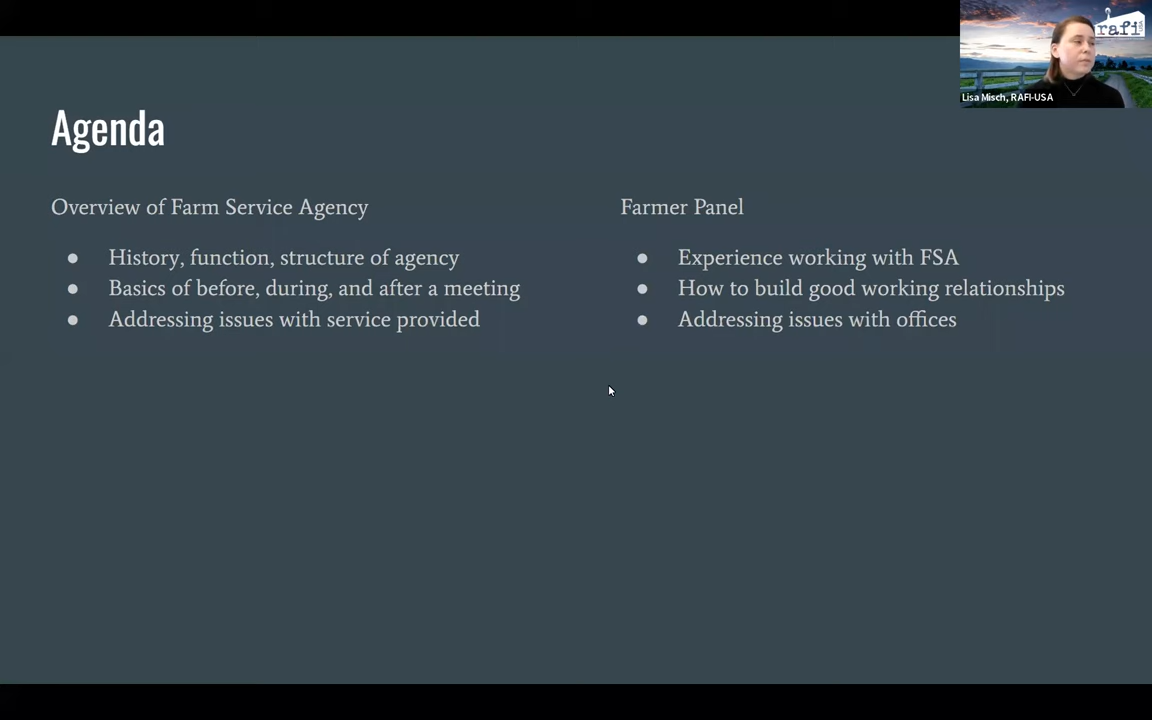 rafi
USA
Lisa Misch, RAFI-USA
Agenda
Overview of Farm Service Agency
● History, function, structure of agency
● Basics of before, during, and after a meeting
● Addressing issues with service provided
Farmer Panel
● Experience working with FSA
● How to build good working relationships
● Addressing issues with offices